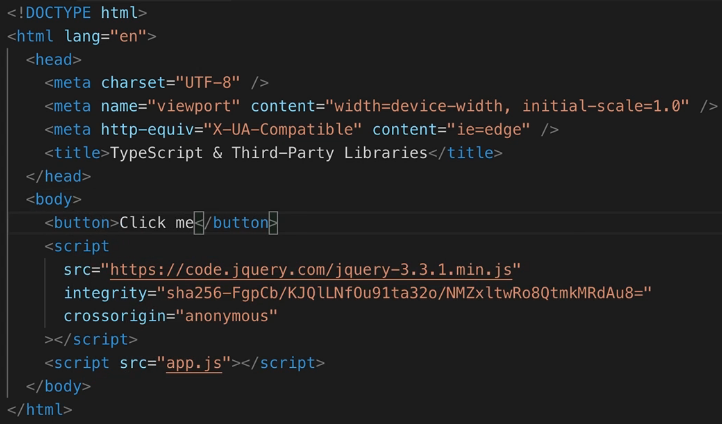 <!DOCTYPE html>
<html lang="en">
<head>
<meta charset="UTF-8" />
<meta name="viewport" content="width=device-width, initial-scale=1.0" />
<meta http-equiv="X-UA-Compatible" content="ie=edge" />
<title>TypeScript & Third-Party Libraries</title>
</head>
<body>
<button>Click me</button>
<script
src="https://code.jquery.com/jquery-3.3.1.min.js"
integrity="sha256-FgpCb/KJQlLNfOu91ta32o/NMZxltwRo8QtmkMRdAu8="
crossorigin="anonymous"
></script>
<script src="app.js"></script>
</body>
</html>